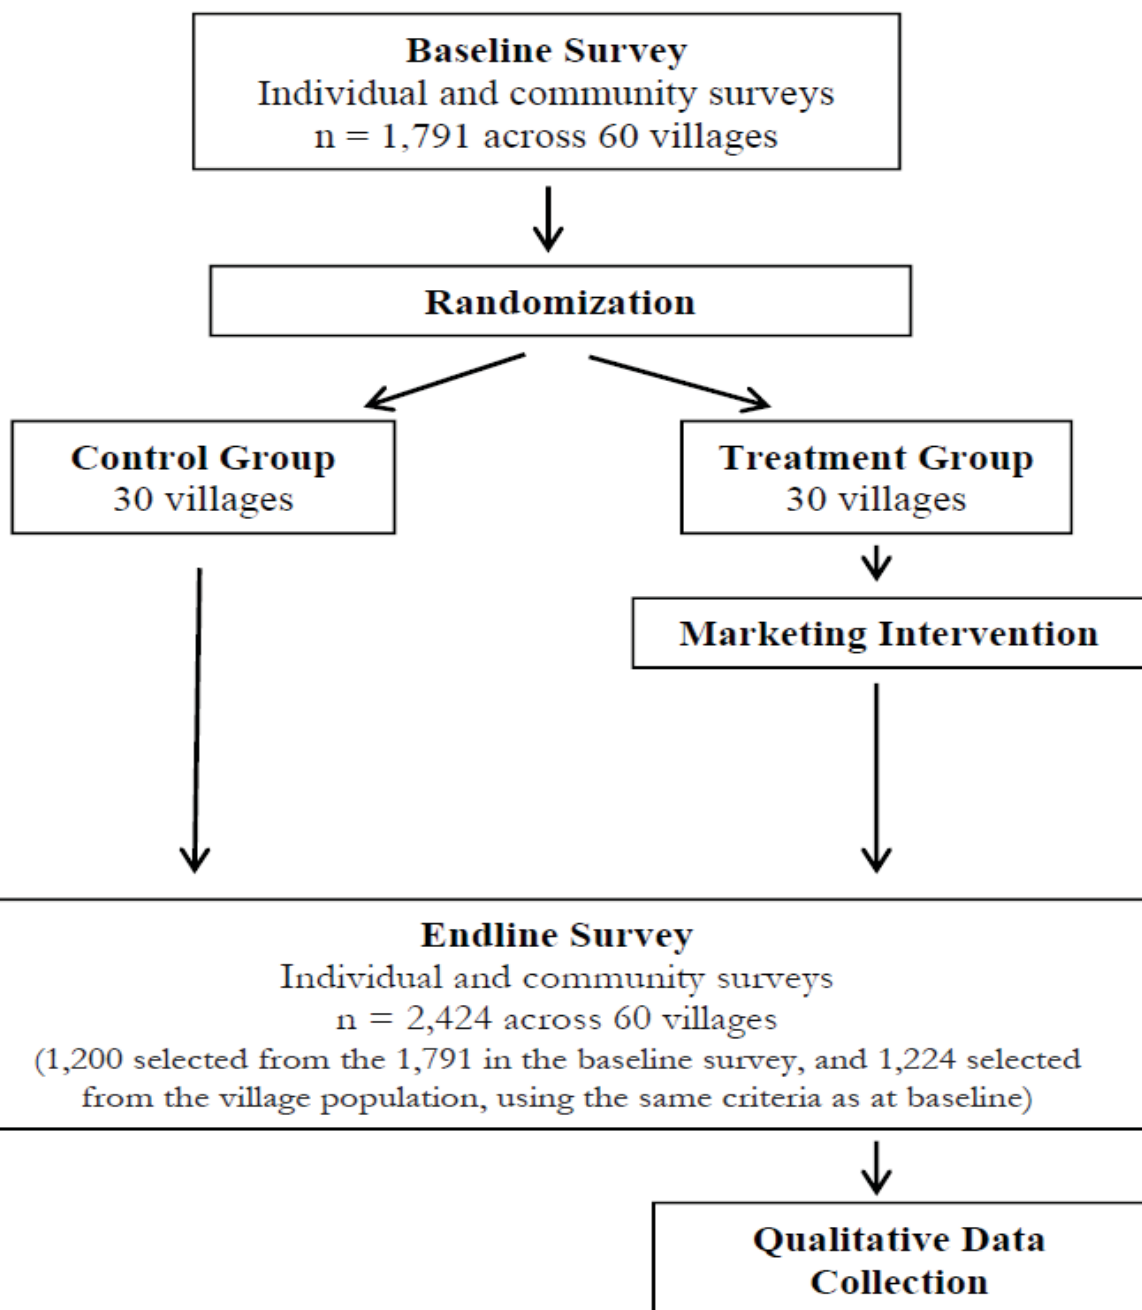 Baseline Survey
Individual and community surveys
n = 1,791 across 60 villages
Randomization
Control Group
30 villages
Treatment Group
30 villages
Marketing Intervention
Endline Survey
Individual and community surveys
n = 2,424 across 60 villages
(1,200 selected from the 1,791 in the baseline survey, and 1,224 selected
from the village population, using the same criteria as at baseline)
Qualitative Data
Collection